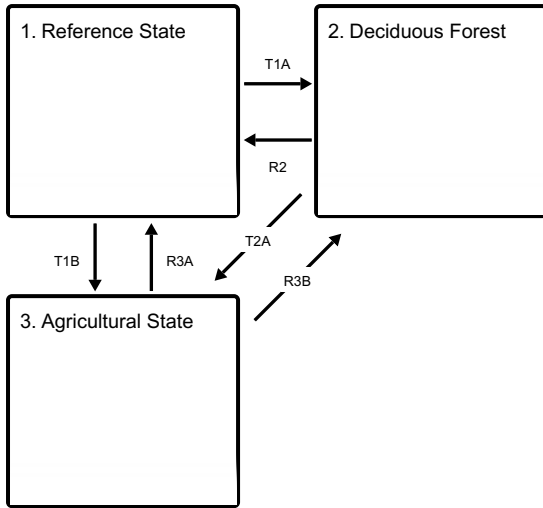 1. Reference State
2. Deciduous Forest
T1A
R2
T1B
R3A
T2A
R3B
3. Agricultural State